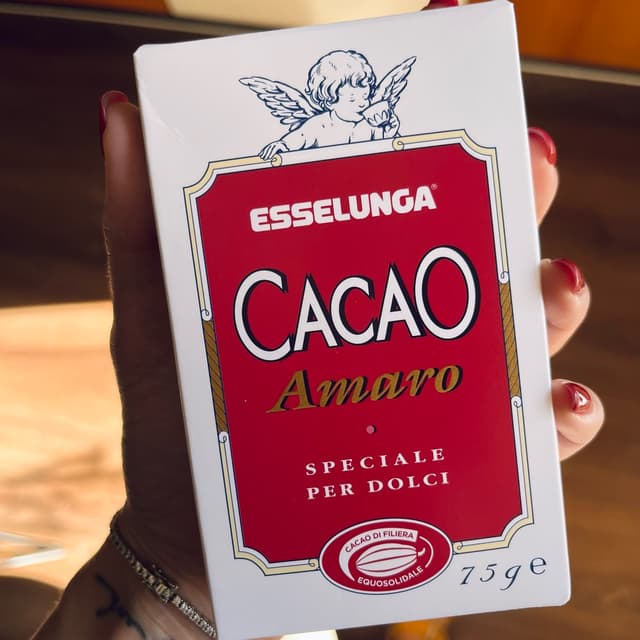 ESSELUNGA®
CACAO
Amaro
SPECIALE
PER DOLCI
CACAO DI FILIERA
EQUOSOLIDALE
75g e